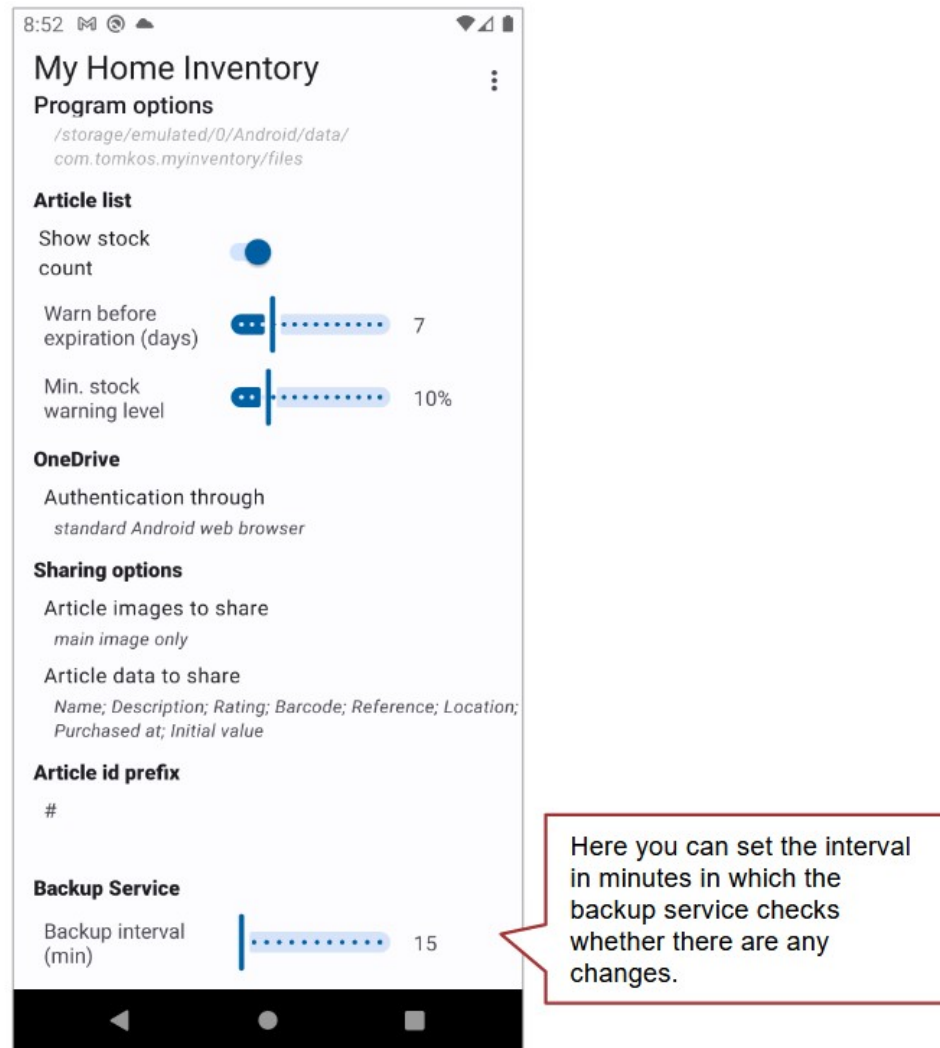 8:52
My Home Inventory
Program options
/storage/emulated/0/Android/data/
com.tomkos.myinventory/files
Article list
Show stock
count
Warn before
expiration (days)
7
Min. stock
warning level
10%
OneDrive
Authentication through
standard Android web browser
Sharing options
Article images to share
main image only
Article data to share
Name; Description; Rating; Barcode; Reference; Location;
Purchased at; Initial value
Article id prefix
#
Backup Service
Backup interval
(min)
15
Here you can set the interval
in minutes in which the
backup service checks
whether there are any
changes.